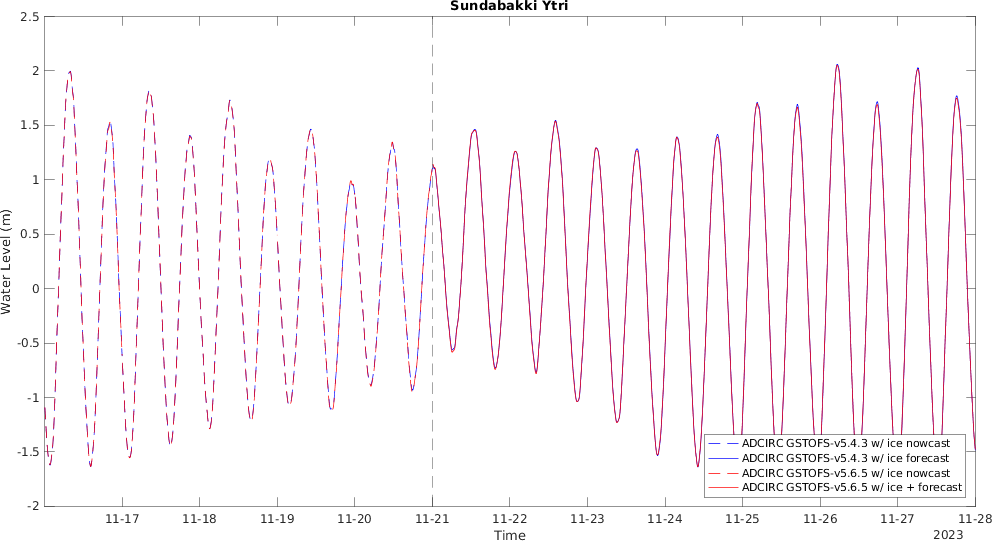 Sundabakki Ytri
2.5
2
1.5
1
0.5
0
-0.5
-1
-1.5
-2
Water Level (m)
ADCIRC GSTOFS-v5.4.3 w/ ice nowcast
ADCIRC GSTOFS-v5.4.3 w/ ice forecast
ADCIRC GSTOFS-v5.6.5 w/ ice nowcast
ADCIRC GSTOFS-v5.6.5 w/ ice + forecast
11-17 11-18 11-19 11-20 11-21 11-22 11-23 11-24 11-25 11-26 11-27 11-28
Time
2023